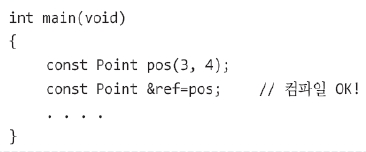 int main(void)
{
    const Point pos(3, 4);
    const Point &ref=pos;    // 컴파일 OK!
    . . . .
}